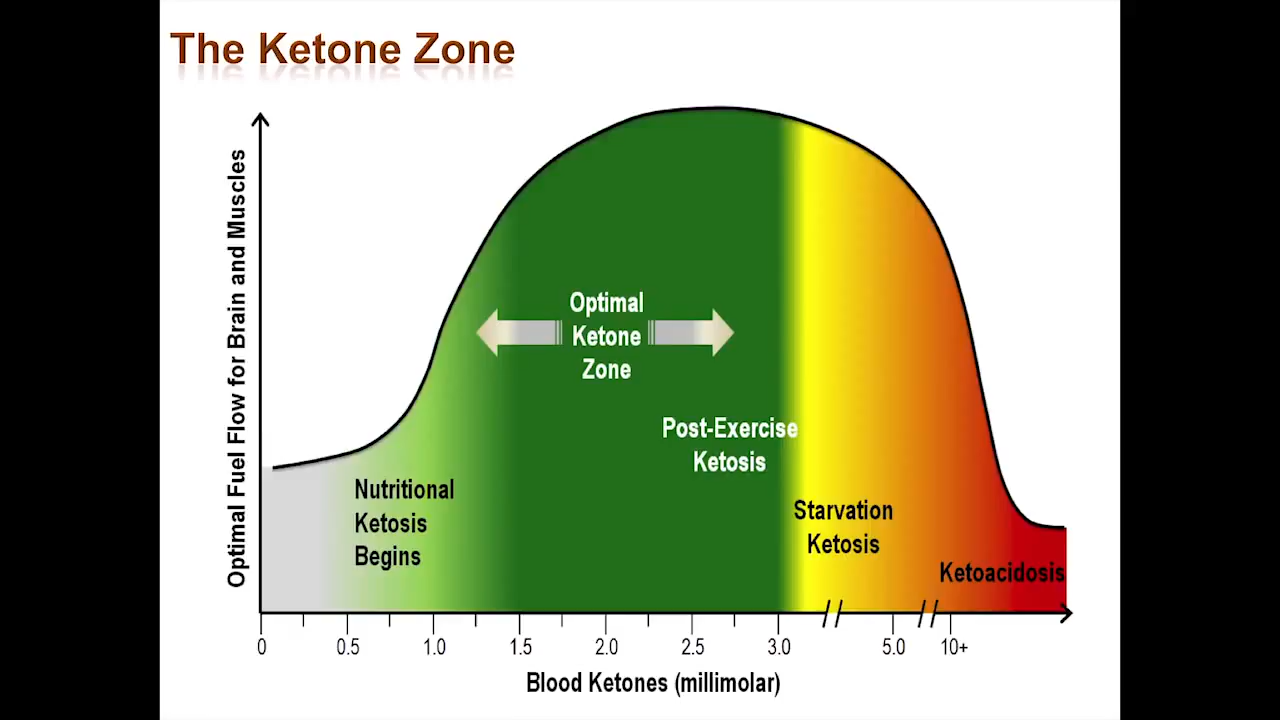 The Ketone Zone
Optimal Fuel Flow for Brain and Muscles
Optimal
Ketone
Zone
Post-Exercise
Ketosis
Nutritional
Ketosis
Begins
Starvation
Ketosis
Ketoacidosis
0 0.5 1.0 1.5 2.0 2.5 3.0 5.0 10+
Blood Ketones (millimolar)